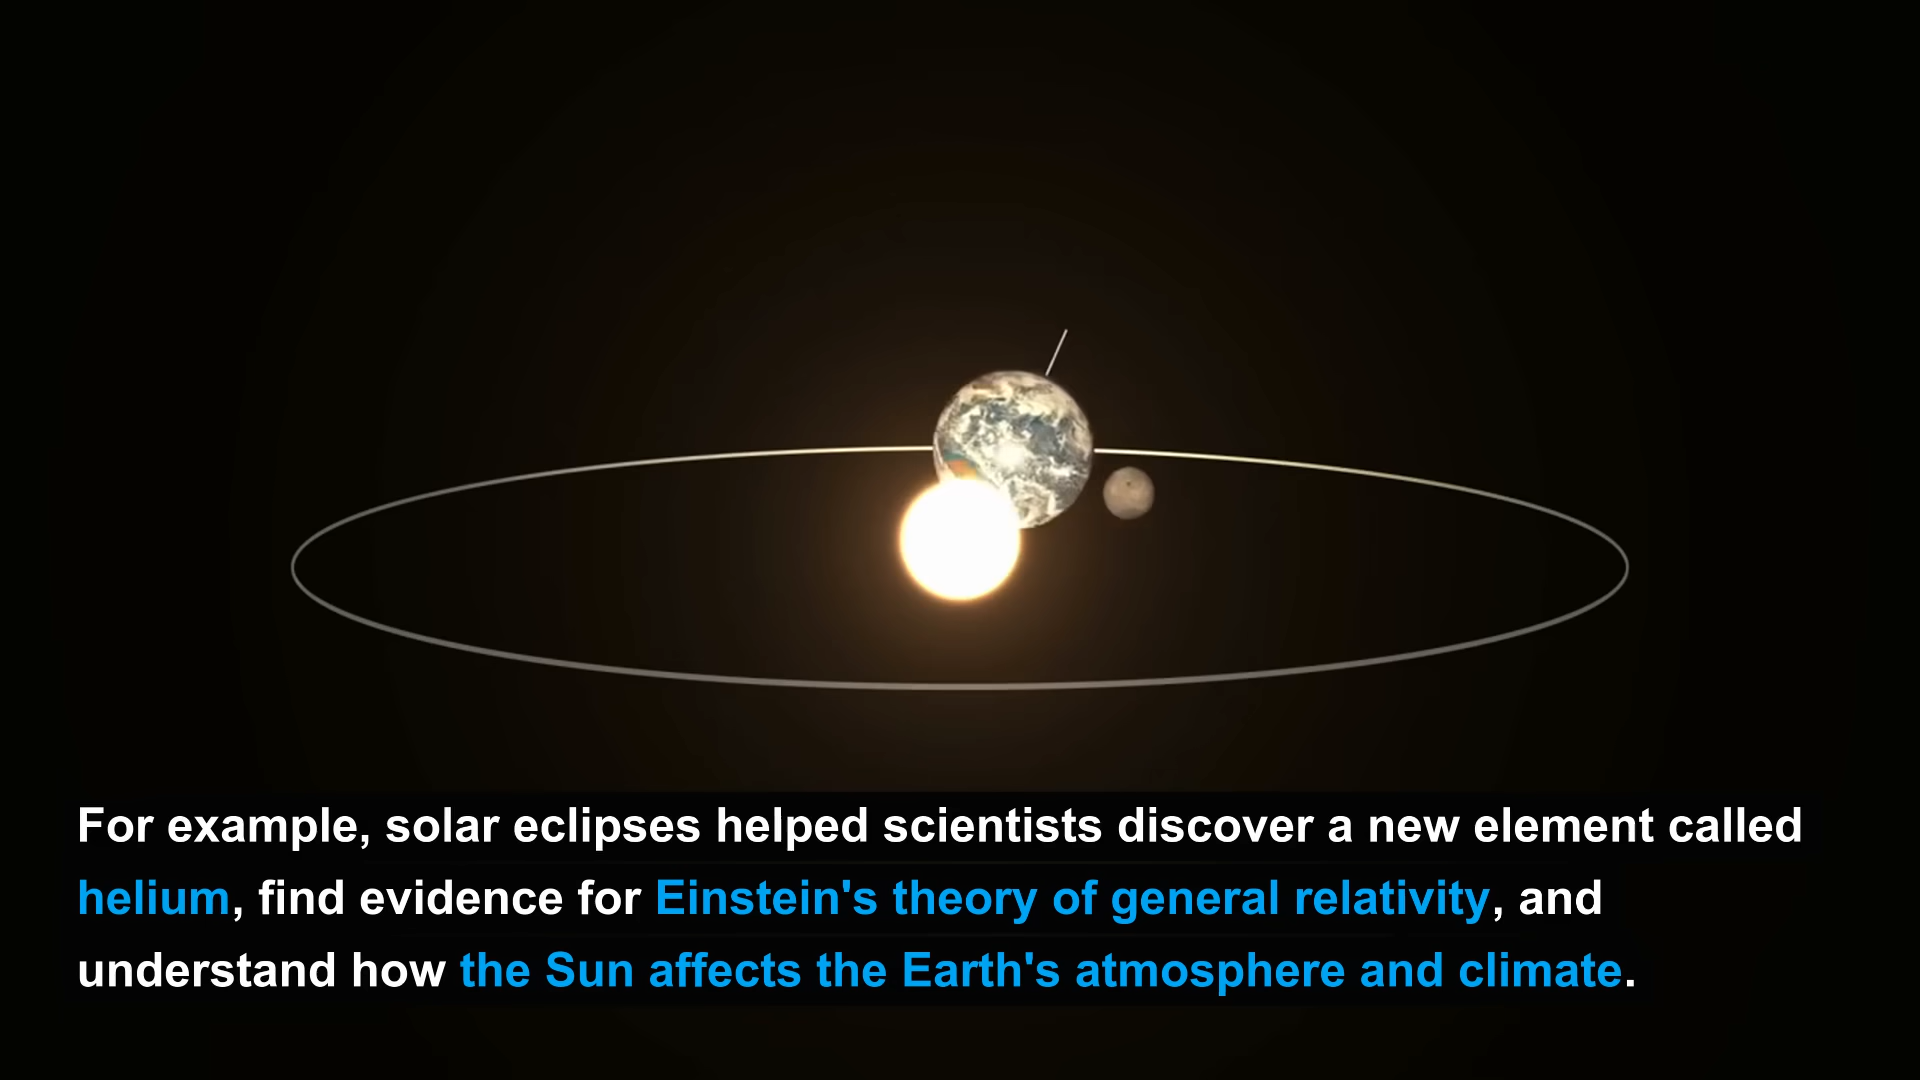 For example, solar eclipses helped scientists discover a new element called
helium, find evidence for Einstein's theory of general relativity, and
understand how the Sun affects the Earth's atmosphere and climate.